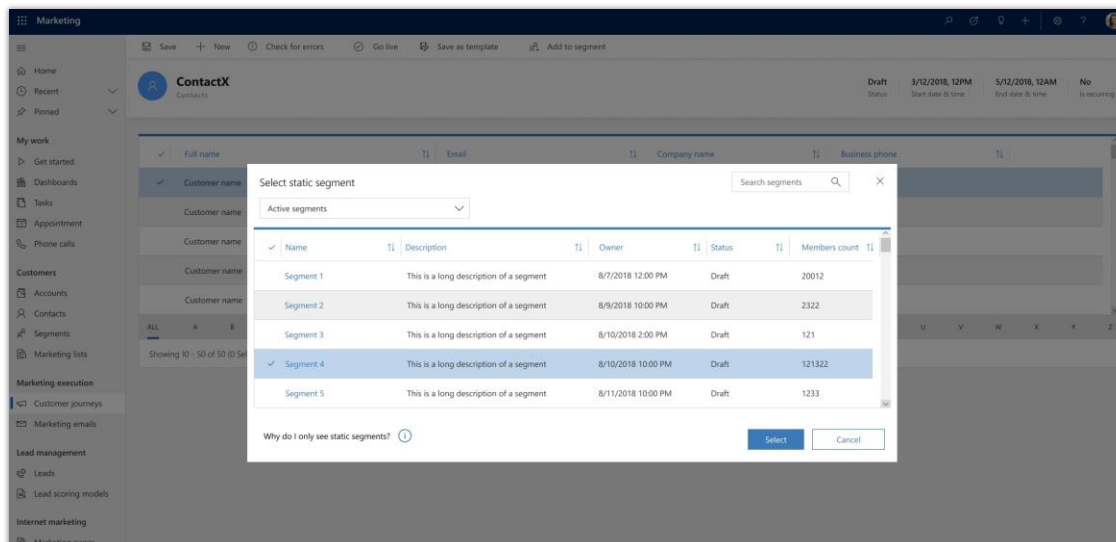 Marketing
Save New Check for errors Go live Save as template Add to segment
Home
Recent
Pinned
My work
Get started
Dashboards
Tasks
Appointment
Phone calls
Customers
Accounts
Contacts
Segments
Marketing lists
Marketing execution
Customer journeys
Marketing emails
Lead management
Leads
Lead scoring models
Internet marketing
ContactX
Contacts
Draft 3/12/2018, 12PM 5/12/2018, 12AM No
Status Start date & time End date & time Is recurring
Full name Email Company name Business phone
Customer name
Customer name
Customer name
Customer name
Customer name
ALL A B U V W X Y Z
Showing 10 - 50 of 50 (0 Sel
Select static segment
Search segments
Active segments
Name Description Owner Status Members count
Segment 1 This is a long description of a segment 8/7/2018 12:00 PM Draft 20012
Segment 2 This is a long description of a segment 8/9/2018 10:00 PM Draft 2322
Segment 3 This is a long description of a segment 8/10/2018 2:00 PM Draft 121
Segment 4 This is a long description of a segment 8/10/2018 10:00 PM Draft 121322
Segment 5 This is a long description of a segment 8/11/2018 10:00 PM Draft 1233
Why do I only see static segments?
Select Cancel